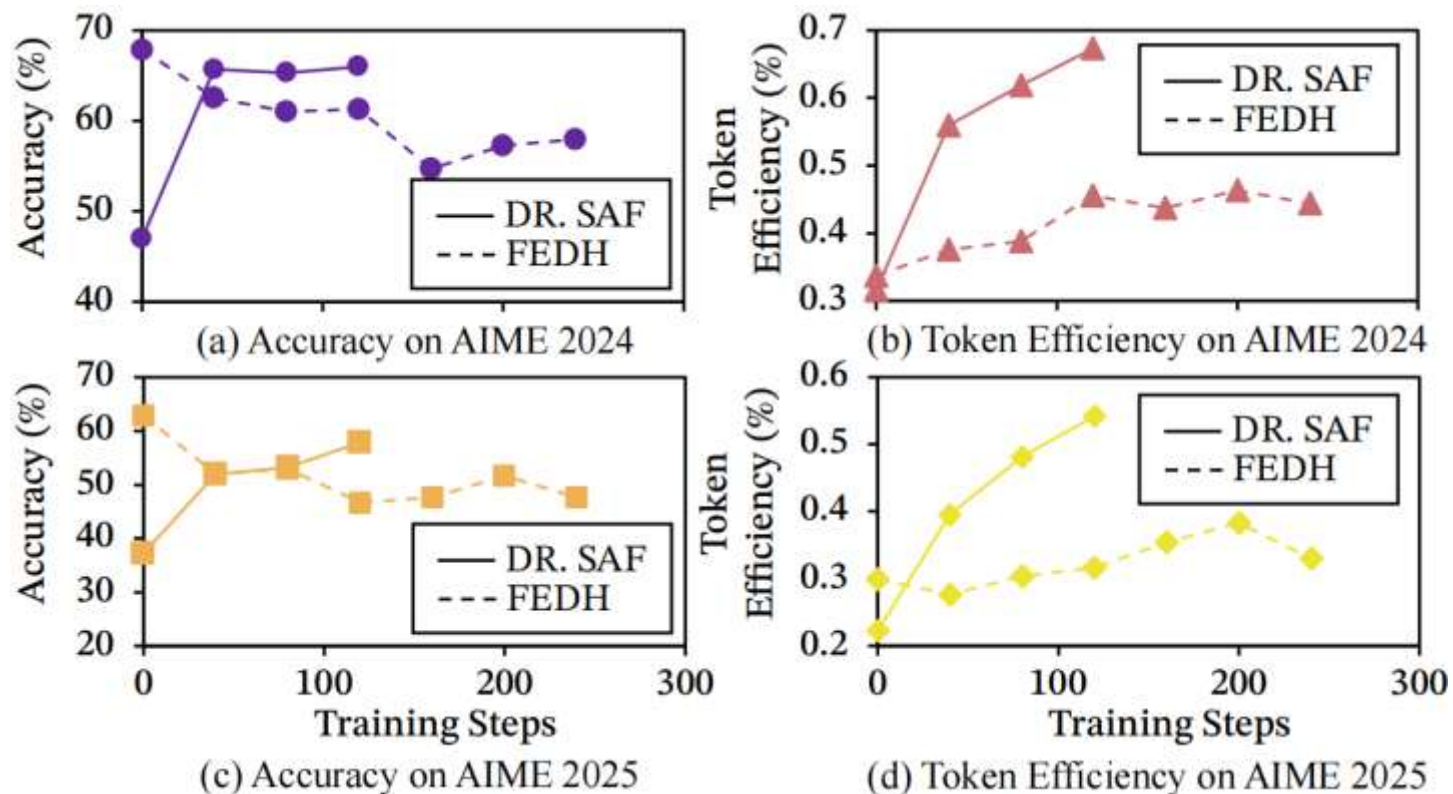 Accuracy (%)
70
60
50
40
DR. SAF
FEDH
(a) Accuracy on AIME 2024
Token
Efficiency (%)
0.7
0.6
0.5
0.4
0.3
DR. SAF
FEDH
(b) Token Efficiency on AIME 2024
Accuracy (%)
70
60
50
40
30
20
DR. SAF
FEDH
0 100 200 300
Training Steps
(c) Accuracy on AIME 2025
Token
Efficiency (%)
0.6
0.5
0.4
0.3
0.2
DR. SAF
FEDH
0 100 200 300
Training Steps
(d) Token Efficiency on AIME 2025